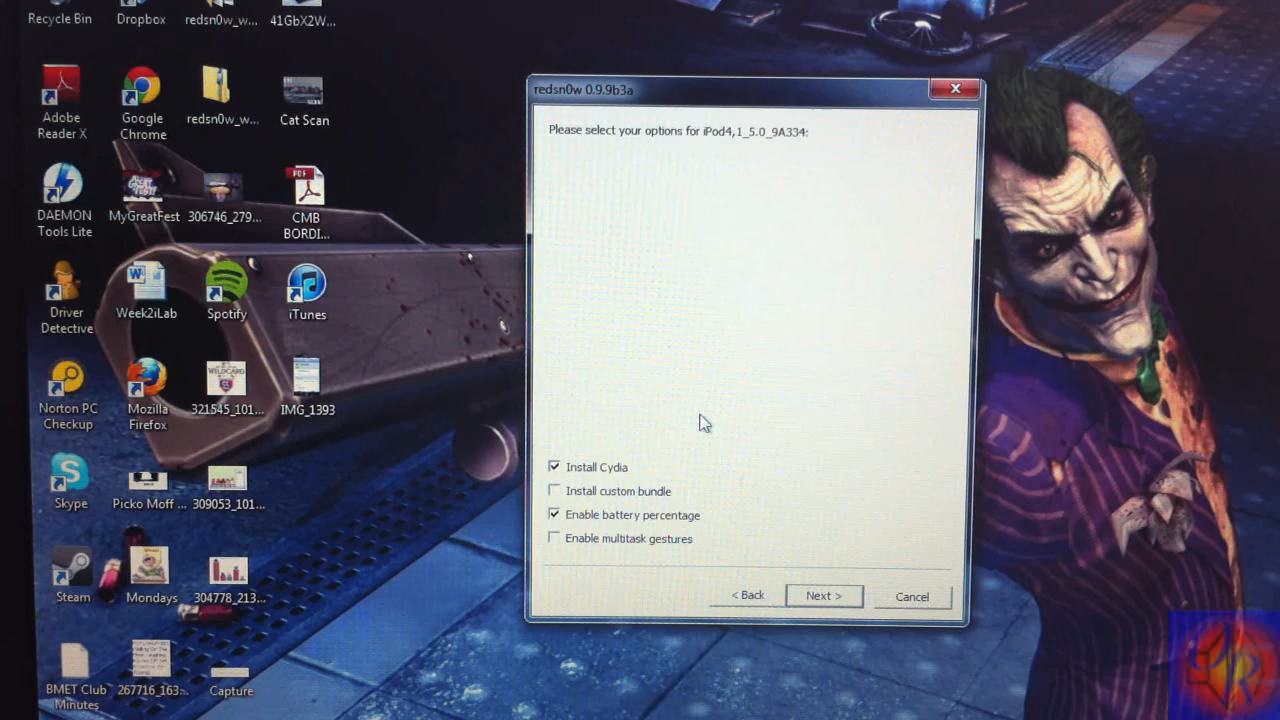 Recycle Bin
Dropbox
redsn0w_w...
41GbX2W...
Adobe
Reader X
Google
Chrome
redsn0w_w...
Cat Scan
DAEMON
Tools Lite
MyGreatFest
306746_279...
PDF
CMB
BORDI...
Driver
Detective
Week2iLab
Spotify
iTunes
Norton PC
Checkup
Mozilla
Firefox
WILDCARD
321545_101...
IMG_1393
Skype
Picko Moff ...
309053_101...
Steam
Mondays
304778_213...
BMET Club
Minutes
267716_163...
Capture
redsn0w 0.9.9b3a
Please select your options for iPod4,1_5.0_9A334:
Install Cydia
Install custom bundle
Enable battery percentage
Enable multitask gestures
< Back
Next >
Cancel